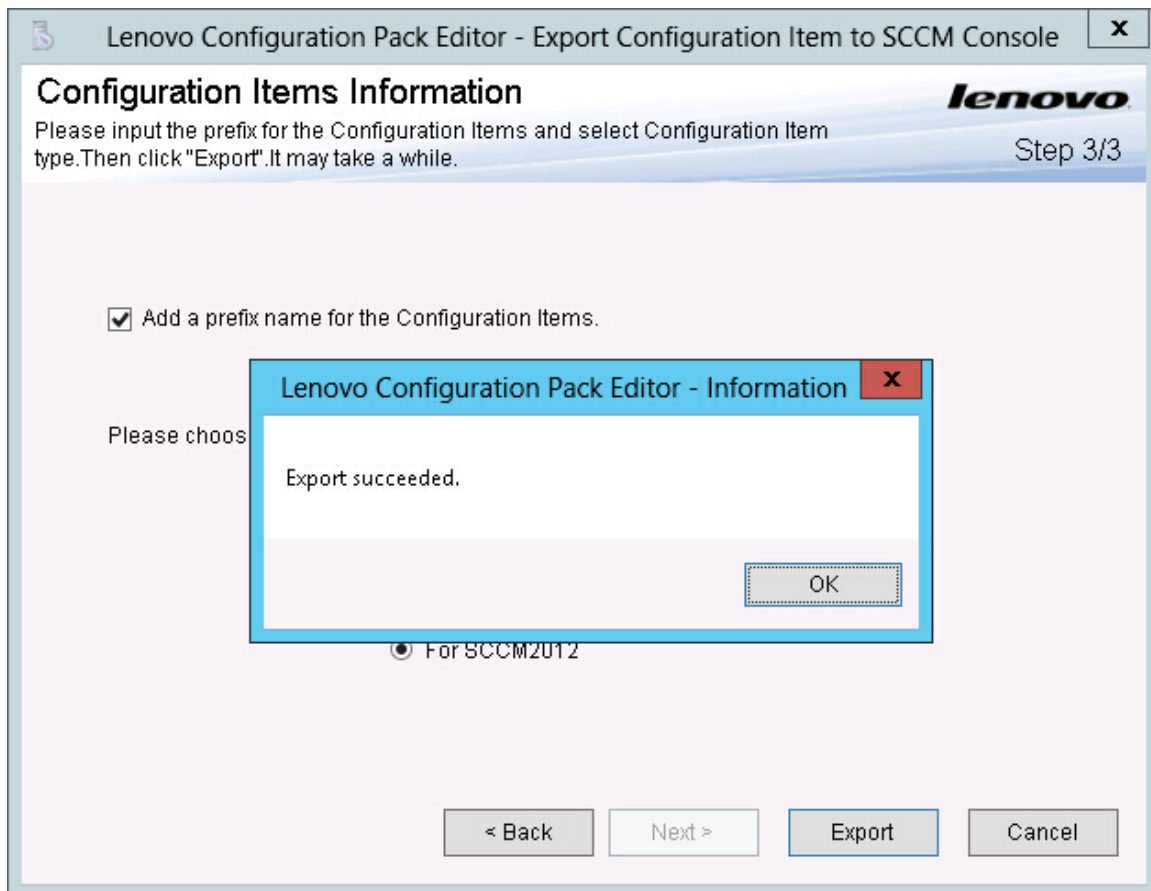 Lenovo Configuration Pack Editor - Export Configuration Item to SCCM Console
x
Configuration Items Information
lenovo
Please input the prefix for the Configuration Items and select Configuration Item
type.Then click "Export".It may take a while.
Step 3/3
Add a prefix name for the Configuration Items.
Lenovo Configuration Pack Editor - Information
x
Please choos
Export succeeded.
OK
For SCCM2012
< Back
Next >
Export
Cancel